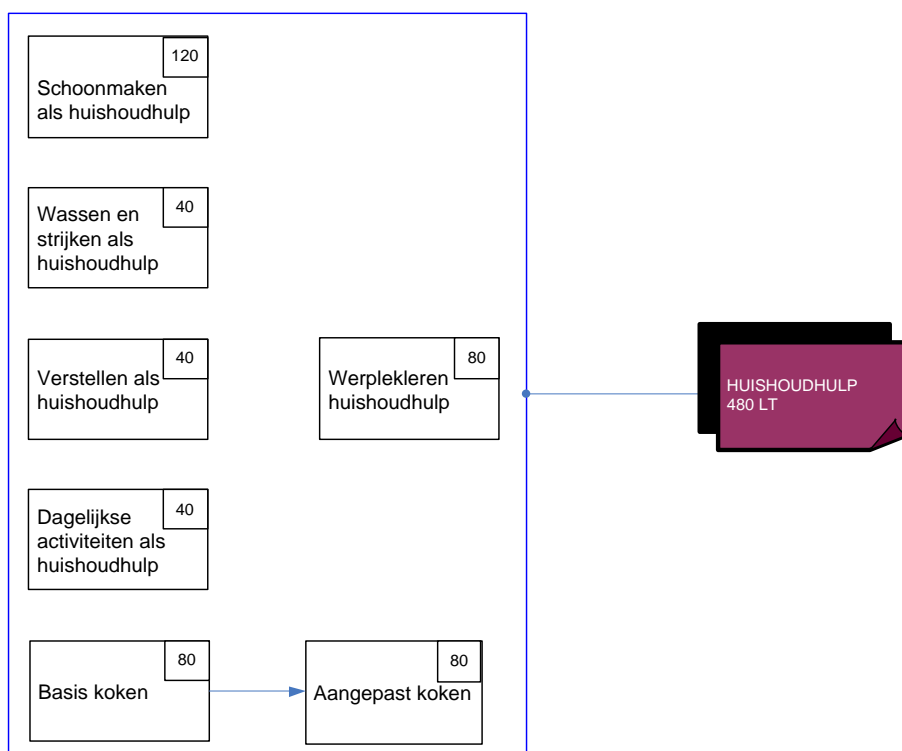 120
Schoonmaken
als huishoudhulp
40
Wassen en
strijken als
huishoudhulp
40
Verstellen als
huishoudhulp
80
Werplekleren
huishoudhulp
HUISHOUDHULP
480 LT
40
Dagelijkse
activiteiten als
huishoudhulp
80
Basis koken
80
Aangepast koken